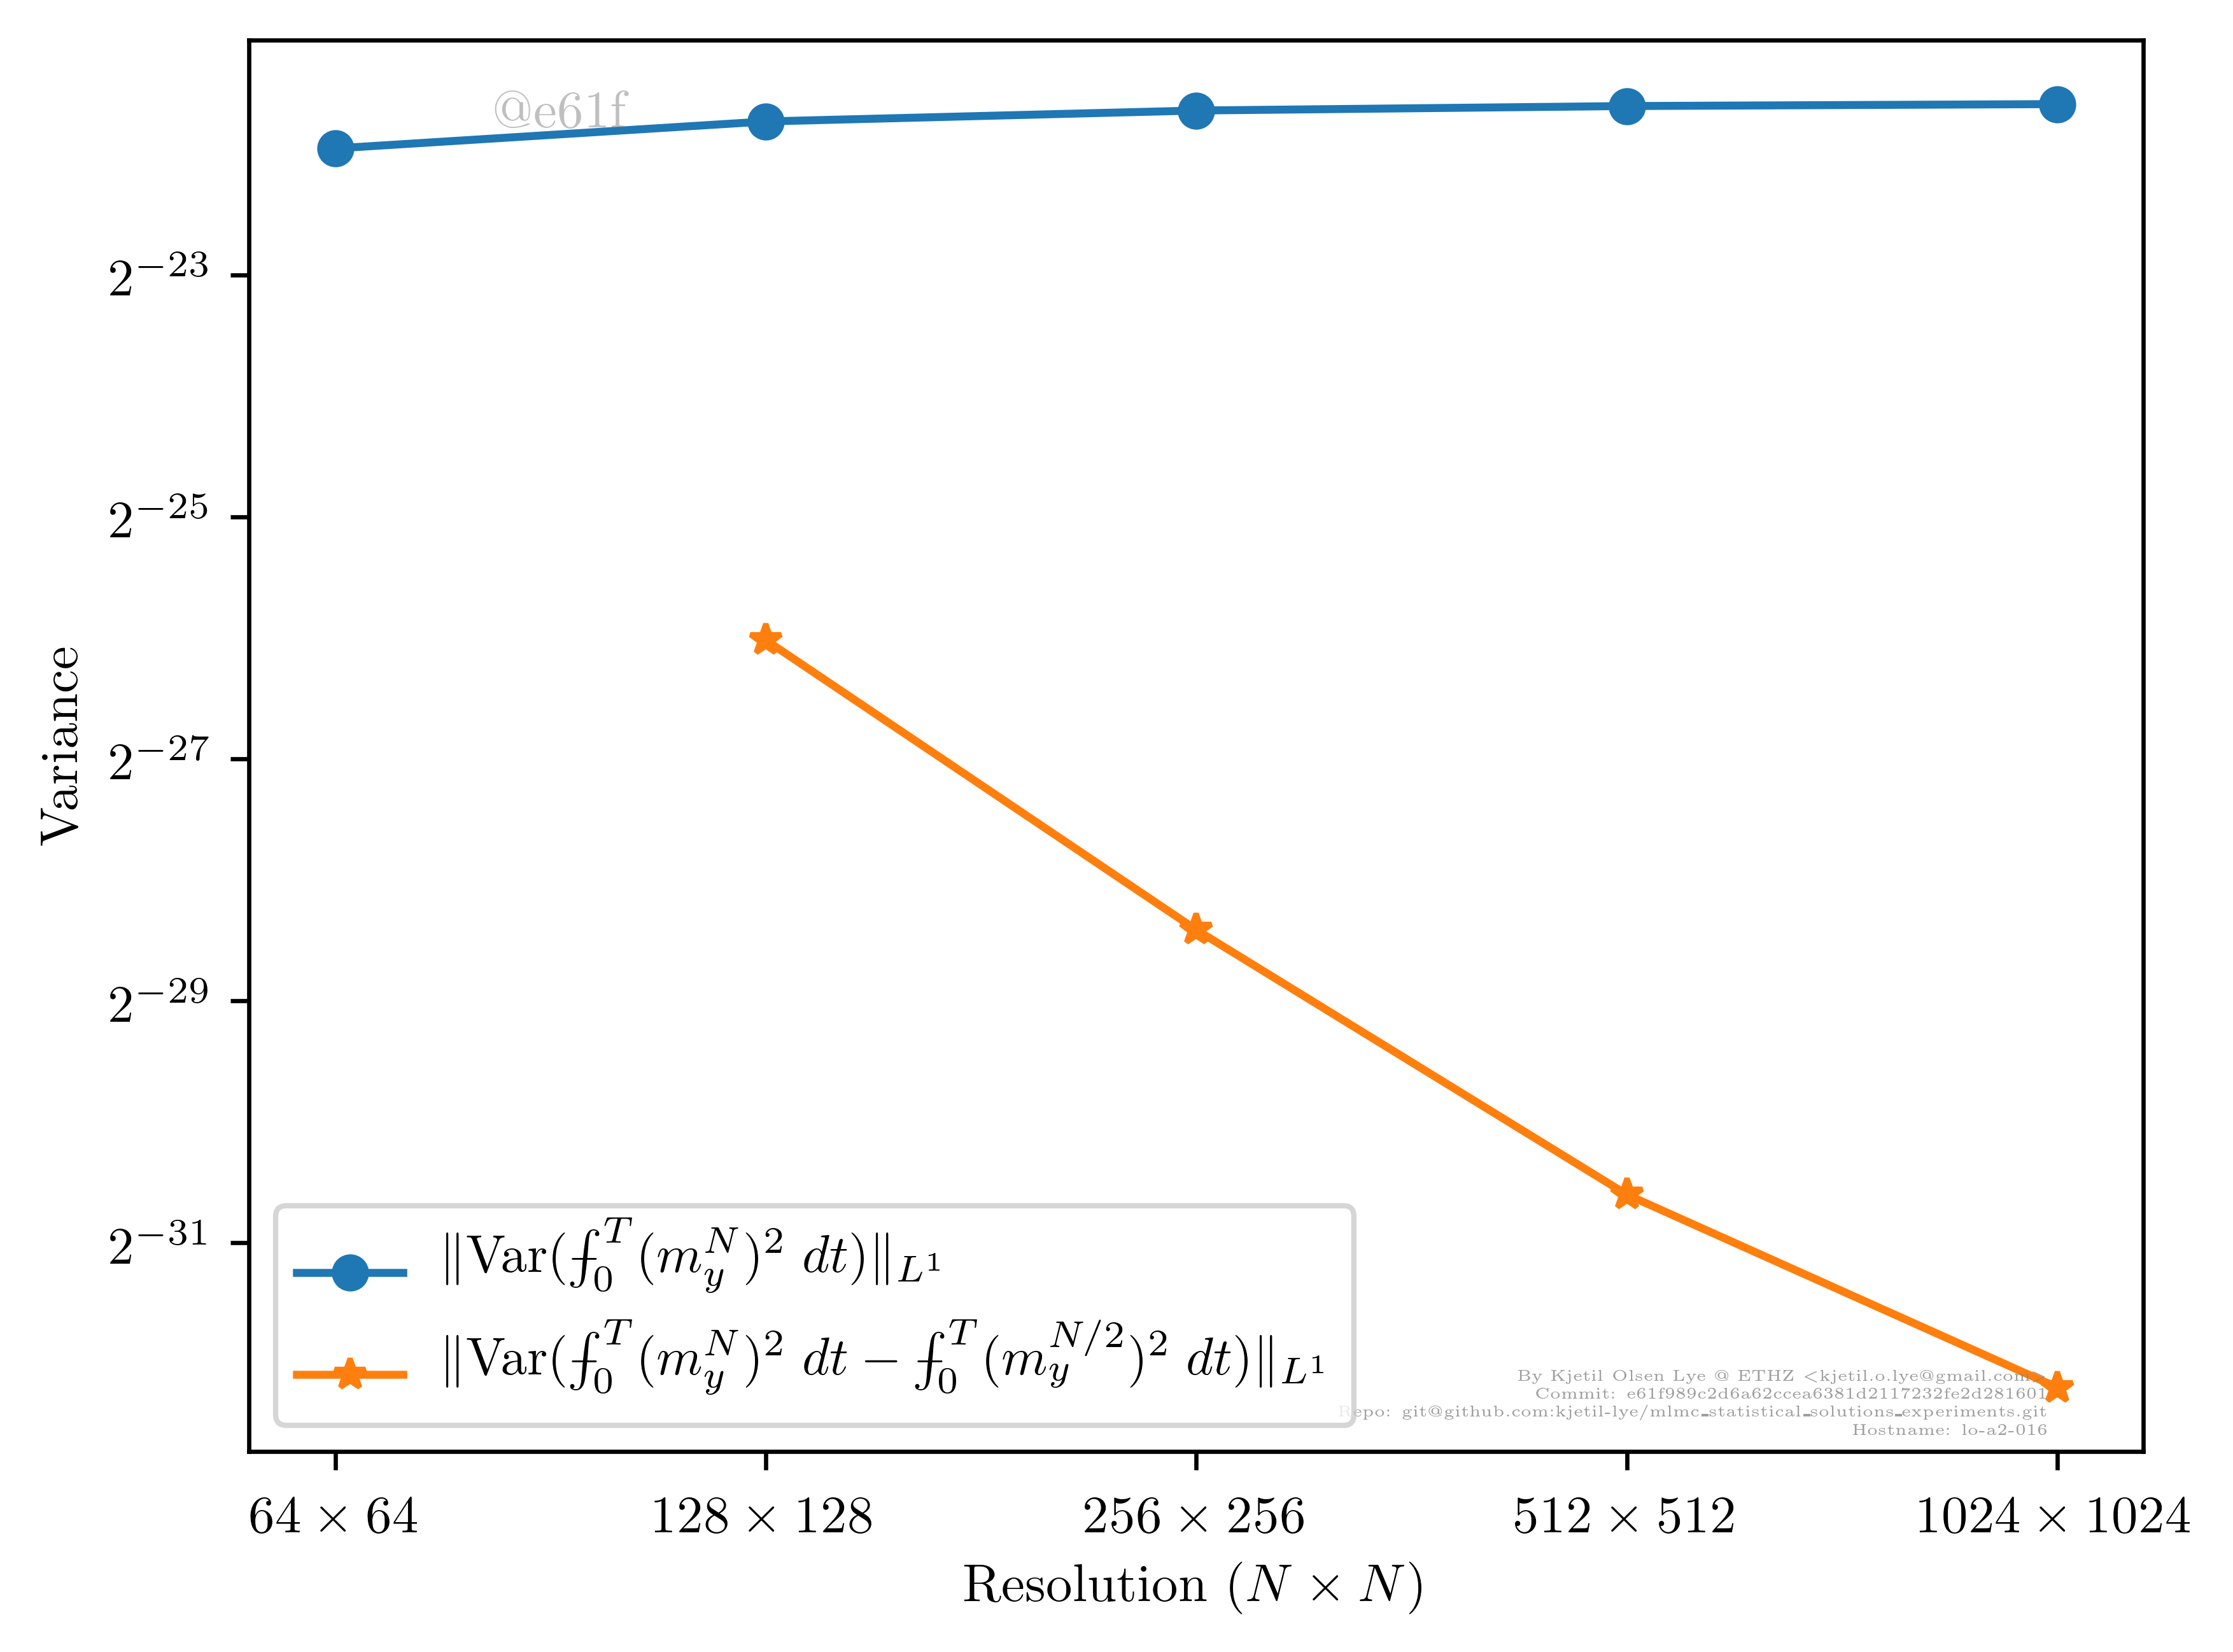 @e61f
2^{-23}
2^{-25}
2^{-27}
2^{-29}
2^{-31}
Variance
‖Var(⨍_0^T (m_y^N)^2 dt)‖_{L^1}
‖Var(⨍_0^T (m_y^N)^2 dt − ⨍_0^T (m_y^{N/2})^2 dt)‖_{L^1}
By Kjetil Olsen Lye @ ETHZ <kjetil.o.lye@gmail.com>
Commit: e61f989c2d6a62ccea6381d2117232fe2d281601
Repo: git@github.com:kjetil-lye/mlmc_statistical_solutions_experiments.git
Hostname: lo-a2-016
64 × 64
128 × 128
256 × 256
512 × 512
1024 × 1024
Resolution (N × N)